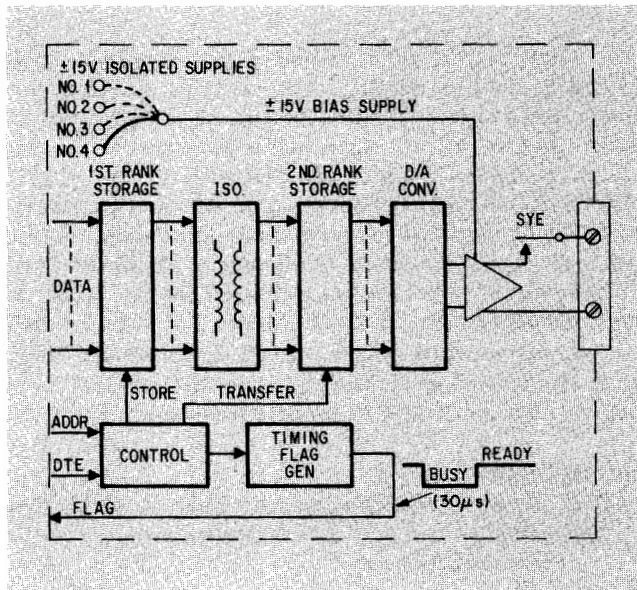 ±15V ISOLATED SUPPLIES
NO. 1
NO. 2
NO. 3
NO. 4
±15V BIAS SUPPLY
1ST. RANK
STORAGE
ISO.
2ND. RANK
STORAGE
D/A
CONV.
SYE
DATA
STORE
TRANSFER
ADDR
CONTROL
TIMING
FLAG
GEN
DTE
READY
BUSY
(30μs)
FLAG